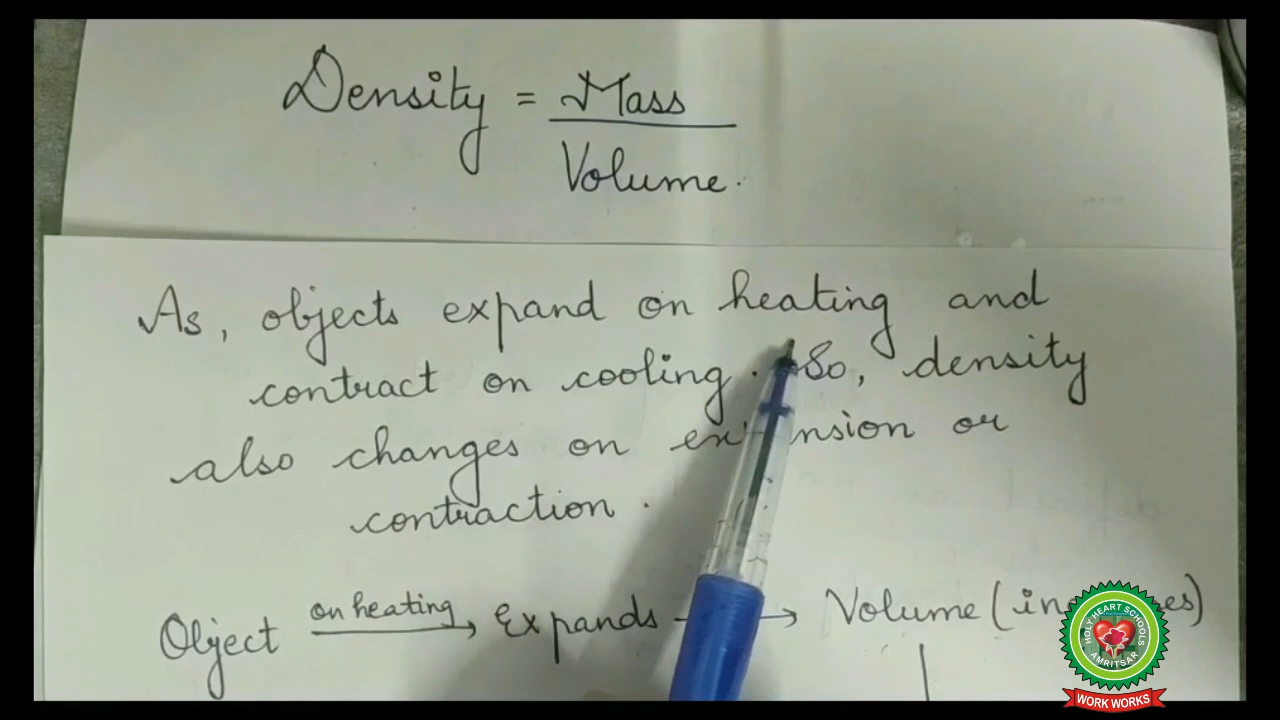 Density = Mass
Volume.
As, objects expand on heating and
contract on cooling. So, density
also changes on or
contraction.
Object on heating Expands → Volume (
HOLY HEART SCHOOLS
AMRITSAR
WORK WORKS